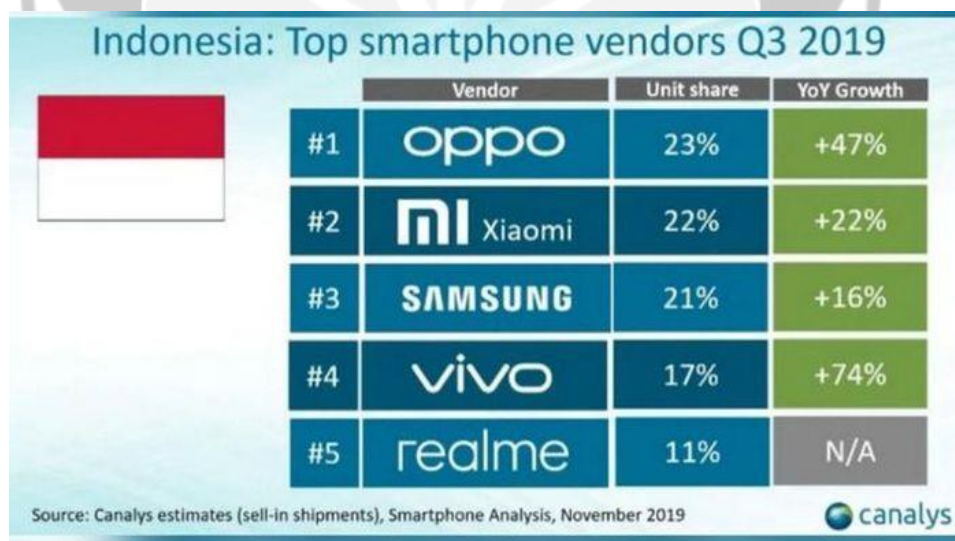 Indonesia: Top smartphone vendors Q3 2019
Vendor Unit share YoY Growth
#1 oppo 23% +47%
#2 mi Xiaomi 22% +22%
#3 SAMSUNG 21% +16%
#4 vivo 17% +74%
#5 realme 11% N/A
Source: Canalys estimates (sell-in shipments), Smartphone Analysis, November 2019 canalys